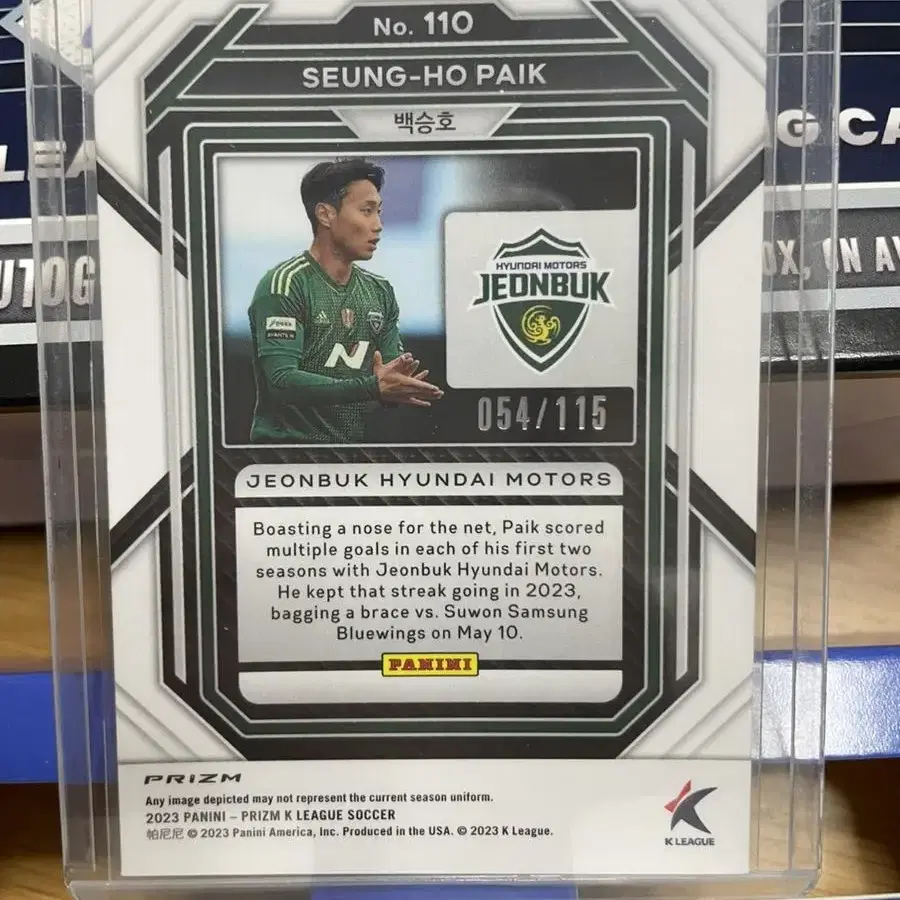 No. 110
SEUNG-HO PAIK
백승호
HYUNDAI MOTORS
JEONBUK
N
054/115
JEONBUK HYUNDAI MOTORS
Boasting a nose for the net, Paik scored
multiple goals in each of his first two
seasons with Jeonbuk Hyundai Motors.
He kept that streak going in 2023,
bagging a brace vs. Suwon Samsung
Bluewings on May 10.
PANINI
PRIZM
Any image depicted may not represent the current season uniform.
2023 PANINI – PRIZM K LEAGUE SOCCER
帕尼尼 © 2023 Panini America, Inc. Produced in the USA. © 2023 K League.
K LEAGUE